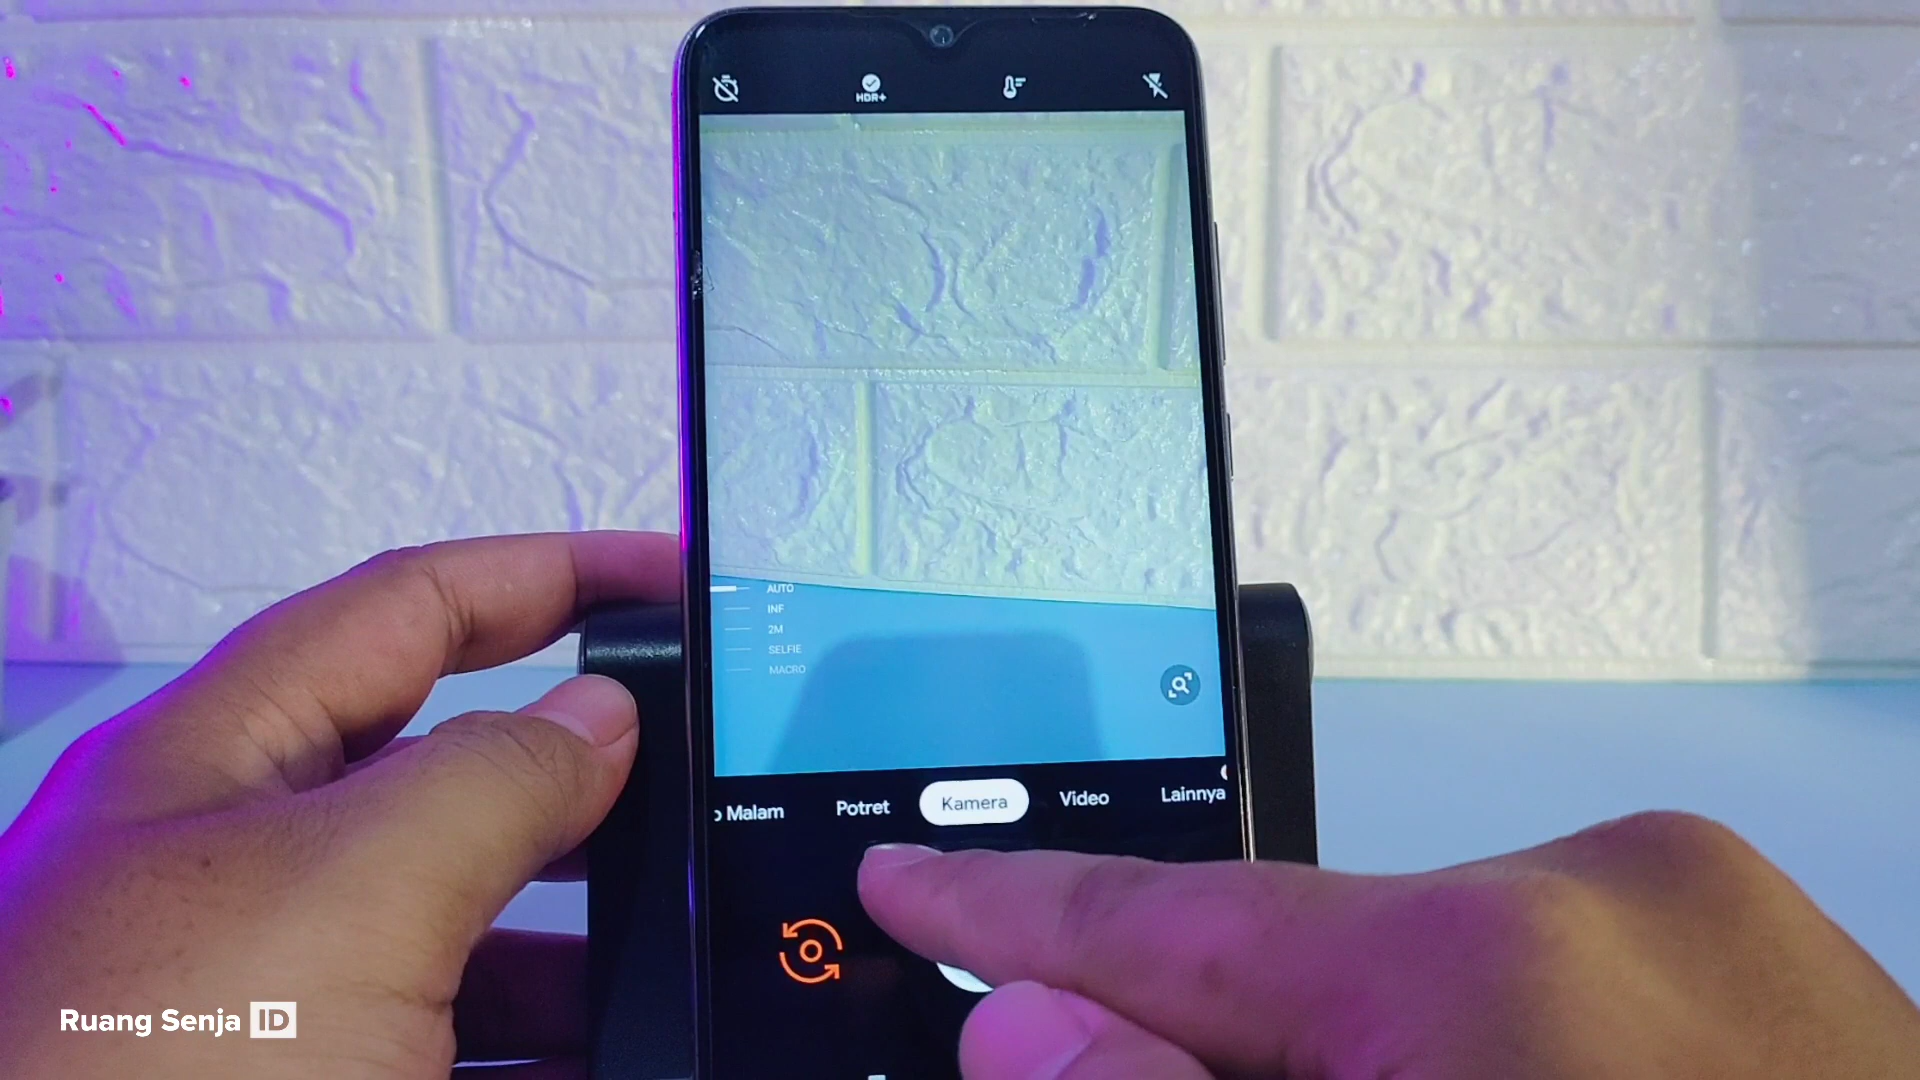 HDR+
AUTO
INF
2M
SELFIE
MACRO
Malam Potret Kamera Video Lainnya
Ruang Senja ID